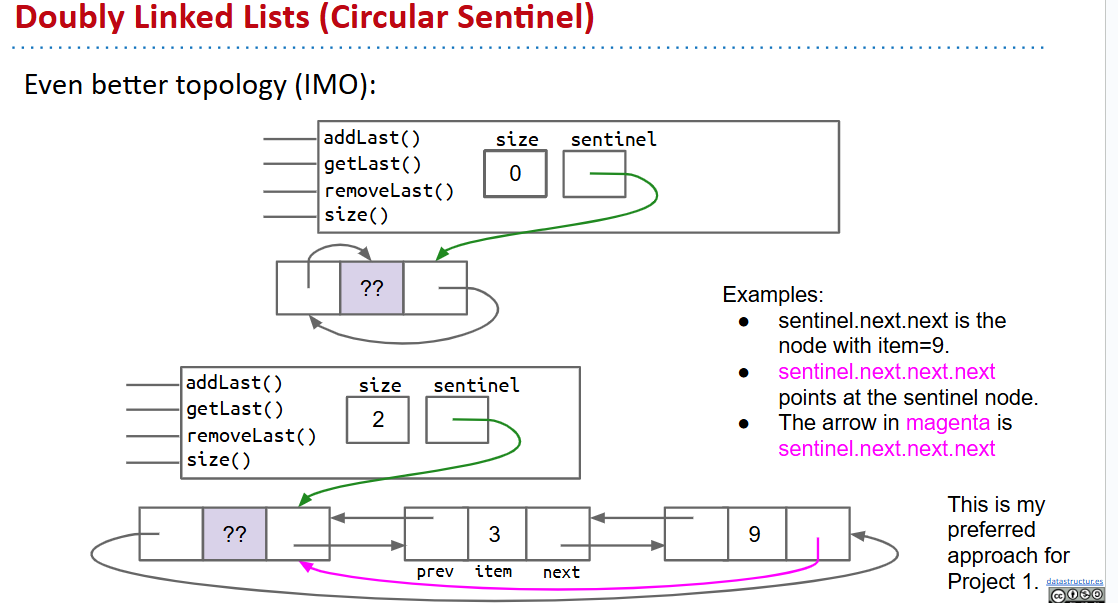 Doubly Linked Lists (Circular Sentinel)
Even better topology (IMO):
addLast()
getLast()
removeLast()
size()
size
sentinel
0
??
Examples:
● sentinel.next.next is the
node with item=9.
● sentinel.next.next.next
points at the sentinel node.
● The arrow in magenta is
sentinel.next.next.next
addLast()
getLast()
removeLast()
size()
size
sentinel
2
??
3
9
prev item next
This is my
preferred
approach for
Project 1.
datastructur.es
cc